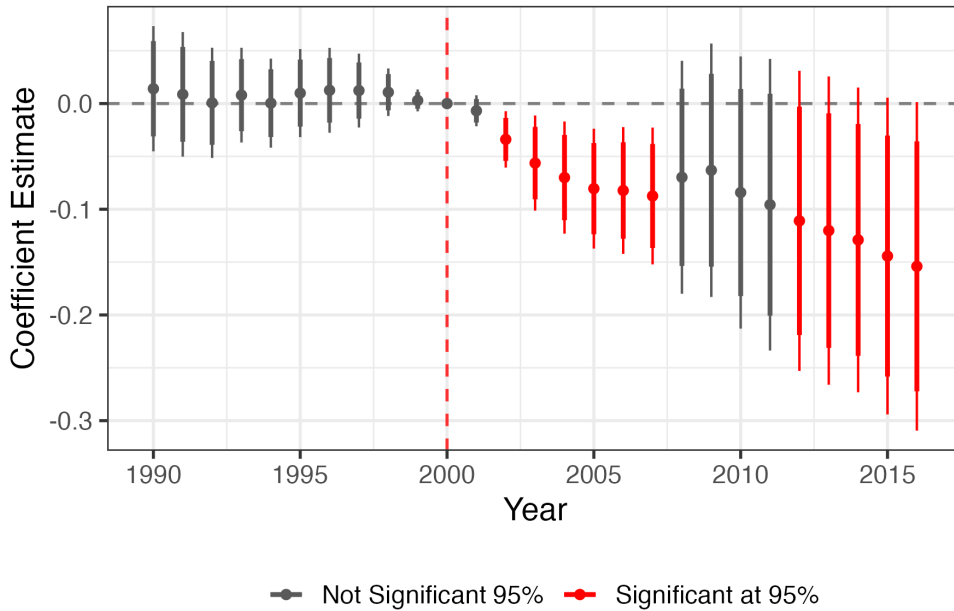 Coefficient Estimate
0.0
-0.1
-0.2
-0.3
1990 1995 2000 2005 2010 2015
Year
Not Significant 95% Significant at 95%